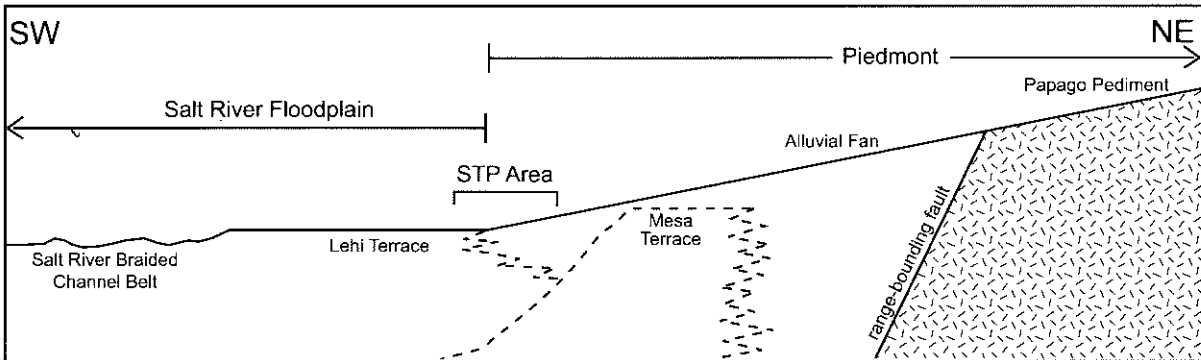 SW
NE
Piedmont
Papago Pediment
Salt River Floodplain
Alluvial Fan
STP Area
Lehi Terrace
Mesa
Terrace
Salt River Braided
Channel Belt
range-bounding fault